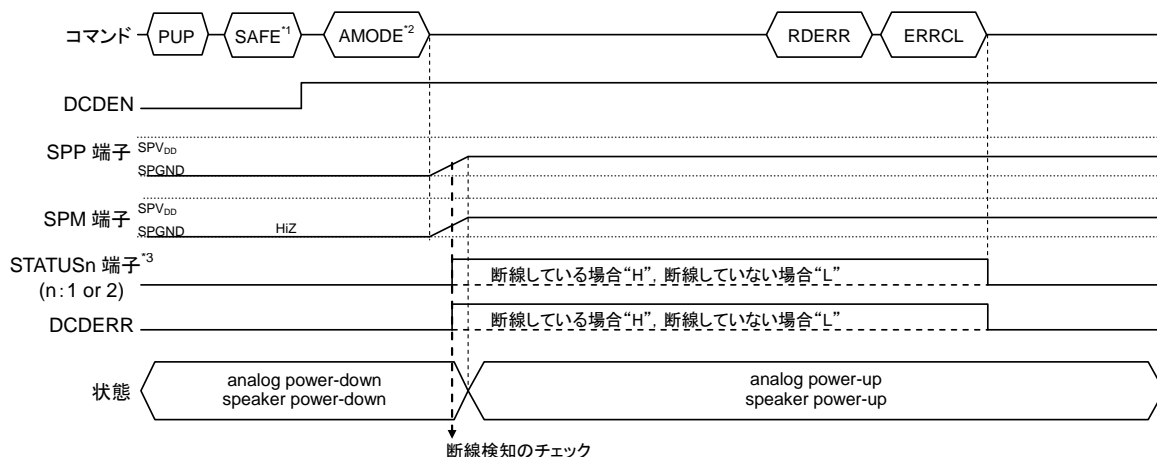 コマンド PUP SAFE*1 AMODE*2 RDERR ERRCL
DCDEN
SPP 端子 SPVDD
SPGND
SPM 端子 SPVDD
SPGND HiZ
STATUSn 端子*3
(n：1 or 2)
断線している場合“H”，断線していない場合“L”
DCDERR 断線している場合“H”，断線していない場合“L”
状態
analog power-down
speaker power-down
analog power-up
speaker power-up
断線検知のチェック